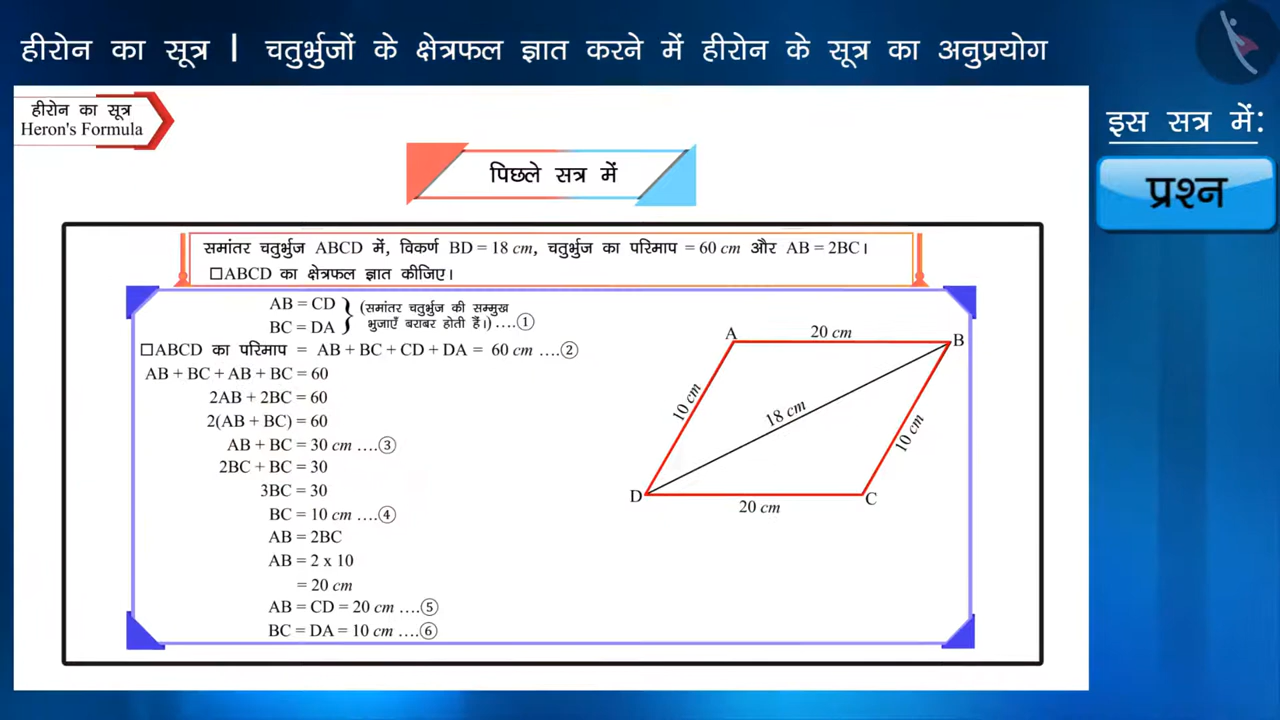 हीरोन का सूत्र | चतुर्भुजों के क्षेत्रफल ज्ञात करने में हीरोन के सूत्र का अनुप्रयोग
हीरोन का सूत्र
Heron's Formula
इस सत्र में:
प्रश्न
पिछले सत्र में
समांतर चतुर्भुज ABCD में, विकर्ण BD = 18 cm, चतुर्भुज का परिमाप = 60 cm और AB = 2BC।
□ABCD का क्षेत्रफल ज्ञात कीजिए।
AB = CD
BC = DA
} (समांतर चतुर्भुज की सम्मुख
भुजाएँ बराबर होती हैं।) ....①
□ABCD का परिमाप = AB + BC + CD + DA = 60 cm ....②
AB + BC + AB + BC = 60
2AB + 2BC = 60
2(AB + BC) = 60
AB + BC = 30 cm ....③
2BC + BC = 30
3BC = 30
BC = 10 cm ....④
AB = 2BC
AB = 2 x 10
= 20 cm
AB = CD = 20 cm ....⑤
BC = DA = 10 cm ....⑥
A
20 cm
B
10 cm
18 cm
10 cm
D
20 cm
C